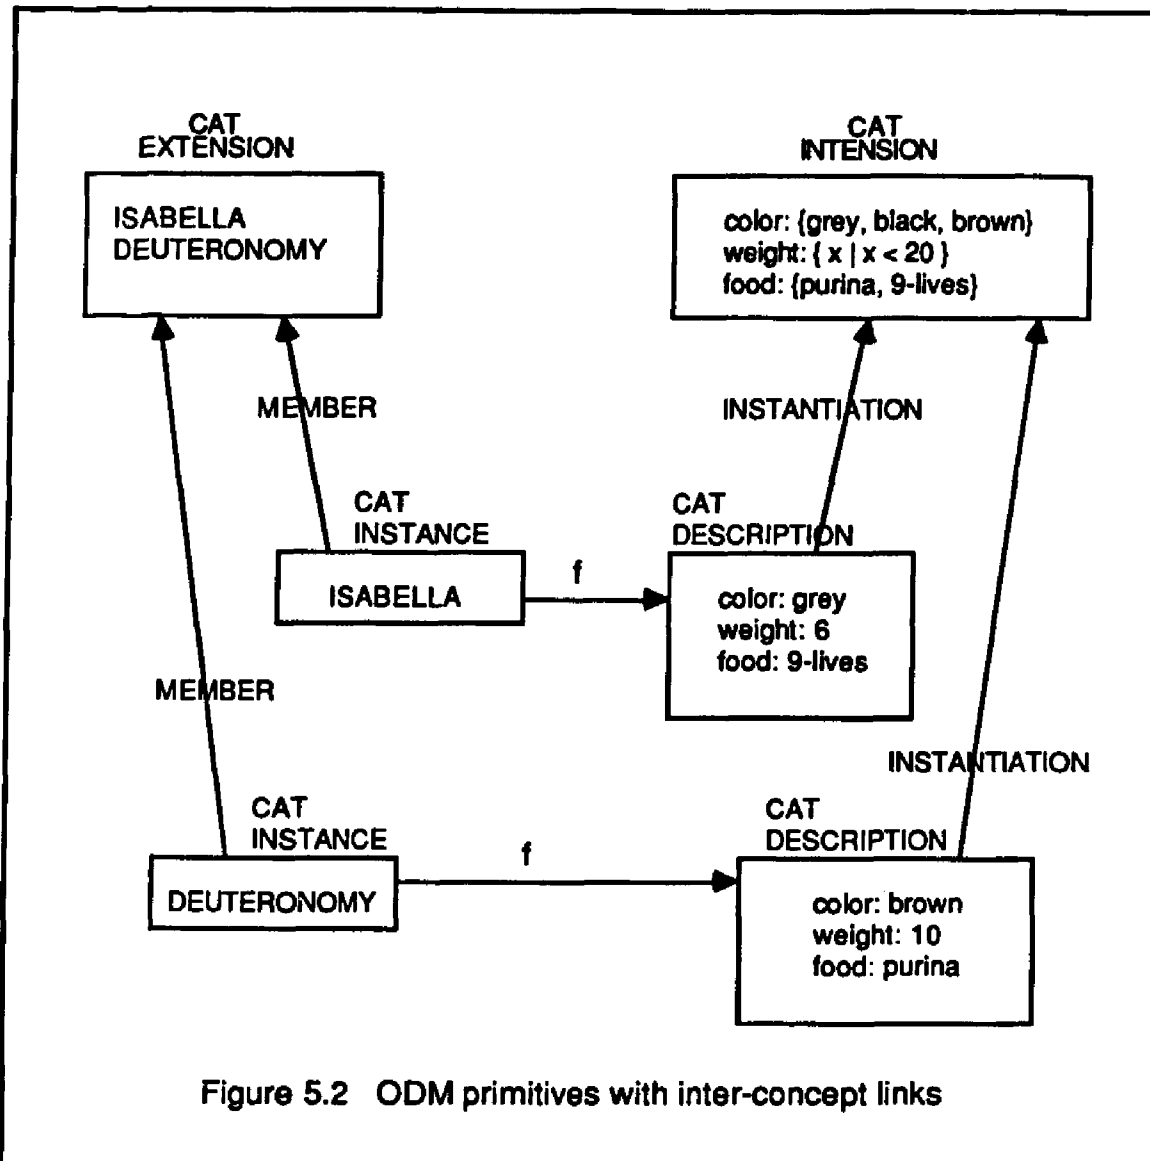 CAT
EXTENSION
ISABELLA
DEUTERONOMY
CAT
INTENSION
color: {grey, black, brown}
weight: { x | x < 20 }
food: {purina, 9-lives}
MEMBER
INSTANTIATION
CAT
INSTANCE
ISABELLA
f
CAT
DESCRIPTION
color: grey
weight: 6
food: 9-lives
MEMBER
INSTANTIATION
CAT
INSTANCE
DEUTERONOMY
f
CAT
DESCRIPTION
color: brown
weight: 10
food: purina
Figure 5.2 ODM primitives with inter-concept links